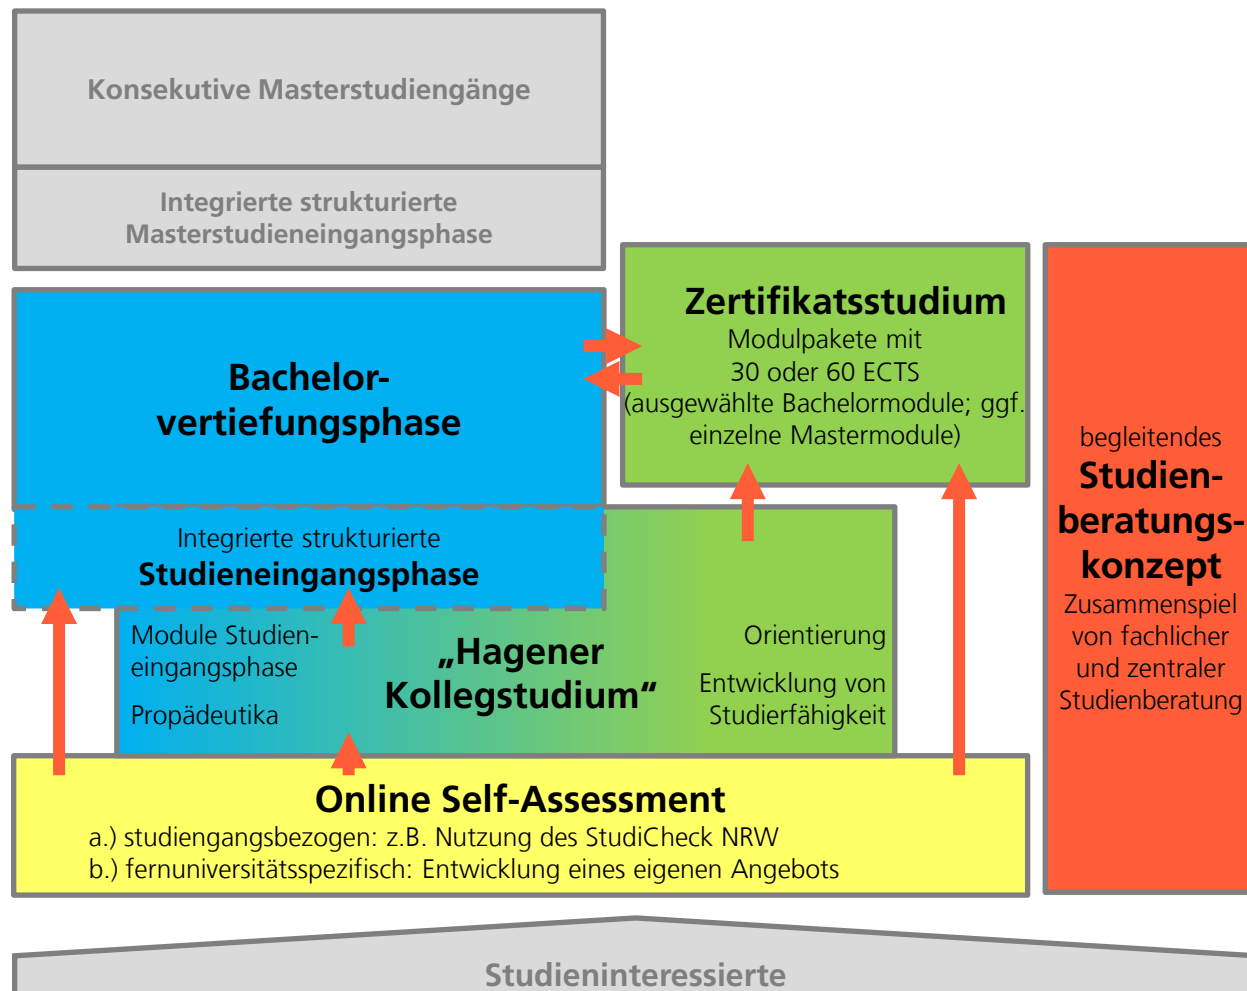 Konsekutive Masterstudiengänge
Integrierte strukturierte
Masterstudieneingangsphase
Bachelor-
vertiefungsphase
Zertifikatsstudium
Modulpakete mit
30 oder 60 ECTS
(ausgewählte Bachelormodule; ggf.
einzelne Mastermodule)
Integrierte strukturierte
Studieneingangsphase
Module Studien-
eingangsphase
Propädeutika
„Hagener
Kollegstudium“
Orientierung
Entwicklung von
Studierfähigkeit
Online Self-Assessment
a.) studiengangsbezogen: z.B. Nutzung des StudiCheck NRW
b.) fernuniversitätsspezifisch: Entwicklung eines eigenen Angebots
begleitendes
Studien-
beratungs-
konzept
Zusammenspiel
von fachlicher
und zentraler
Studienberatung
Studieninteressierte